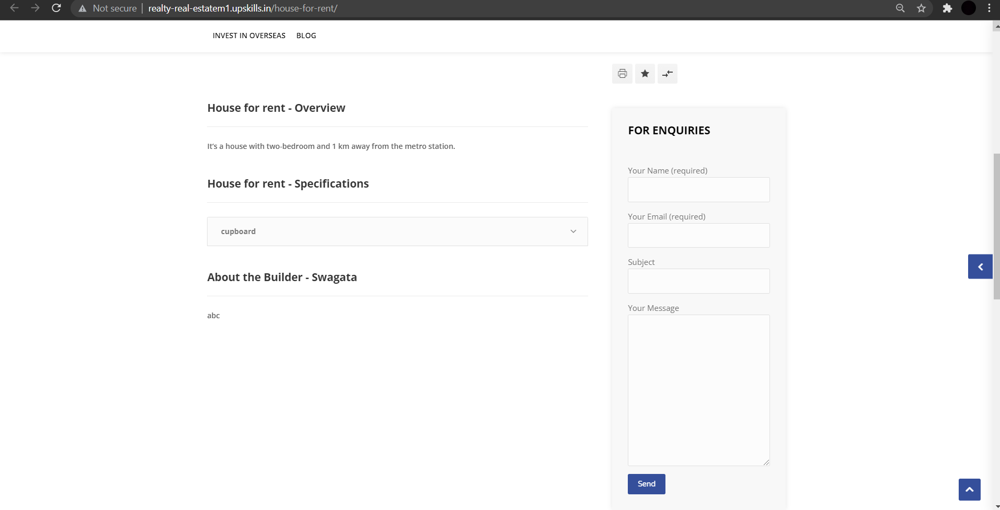 Not secure | realty-real-estatem1.upskills.in/house-for-rent/
INVEST IN OVERSEAS BLOG
House for rent - Overview
It's a house with two-bedroom and 1 km away from the metro station.
House for rent - Specifications
cupboard
About the Builder - Swagata
abc
FOR ENQUIRIES
Your Name (required)
Your Email (required)
Subject
Your Message
Send